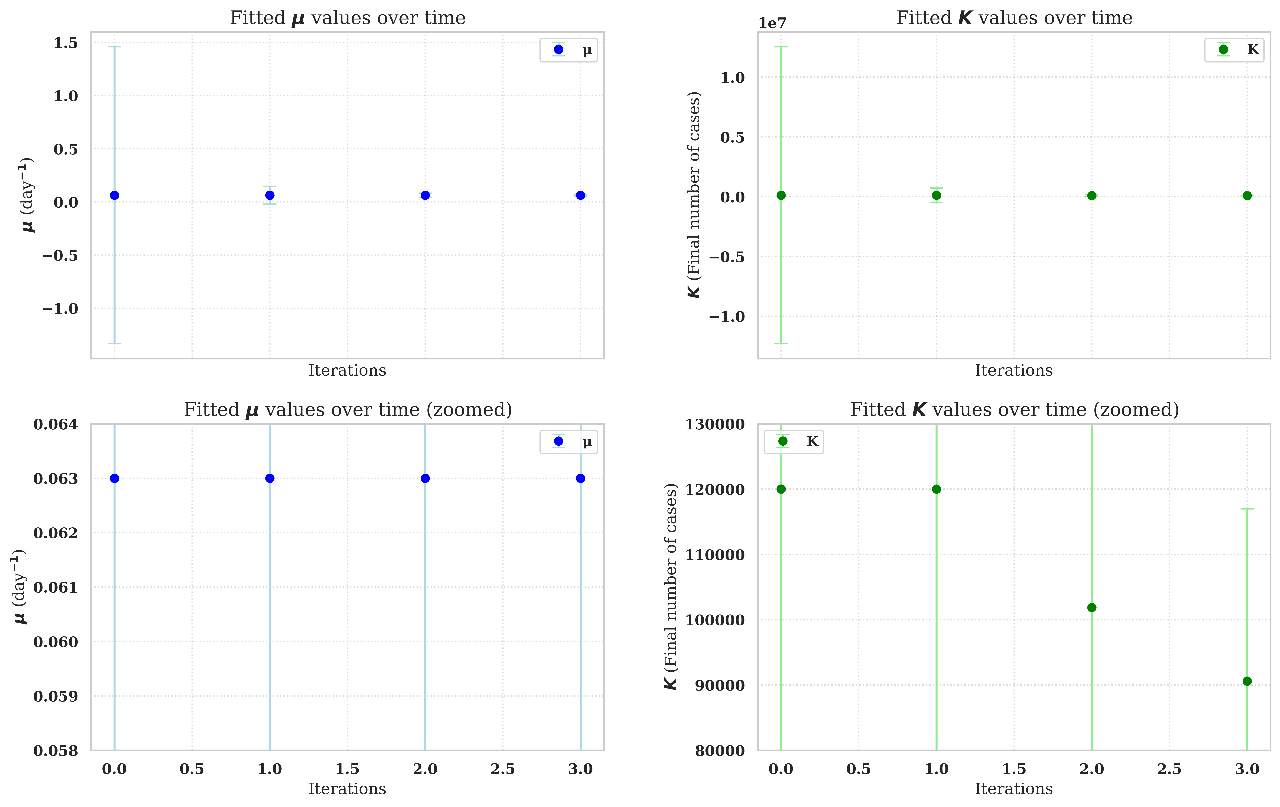 Fitted μ values over time
1.5
1.0
0.5
0.0
−0.5
−1.0
μ (day⁻¹)
μ
Iterations
Fitted K values over time
1e7
1.0
0.5
0.0
−0.5
−1.0
K (Final number of cases)
K
Iterations
Fitted μ values over time (zoomed)
0.064
0.063
0.062
0.061
0.060
0.059
0.058
μ (day⁻¹)
μ
0.0 0.5 1.0 1.5 2.0 2.5 3.0
Iterations
Fitted K values over time (zoomed)
130000
120000
110000
100000
90000
80000
K (Final number of cases)
K
0.0 0.5 1.0 1.5 2.0 2.5 3.0
Iterations